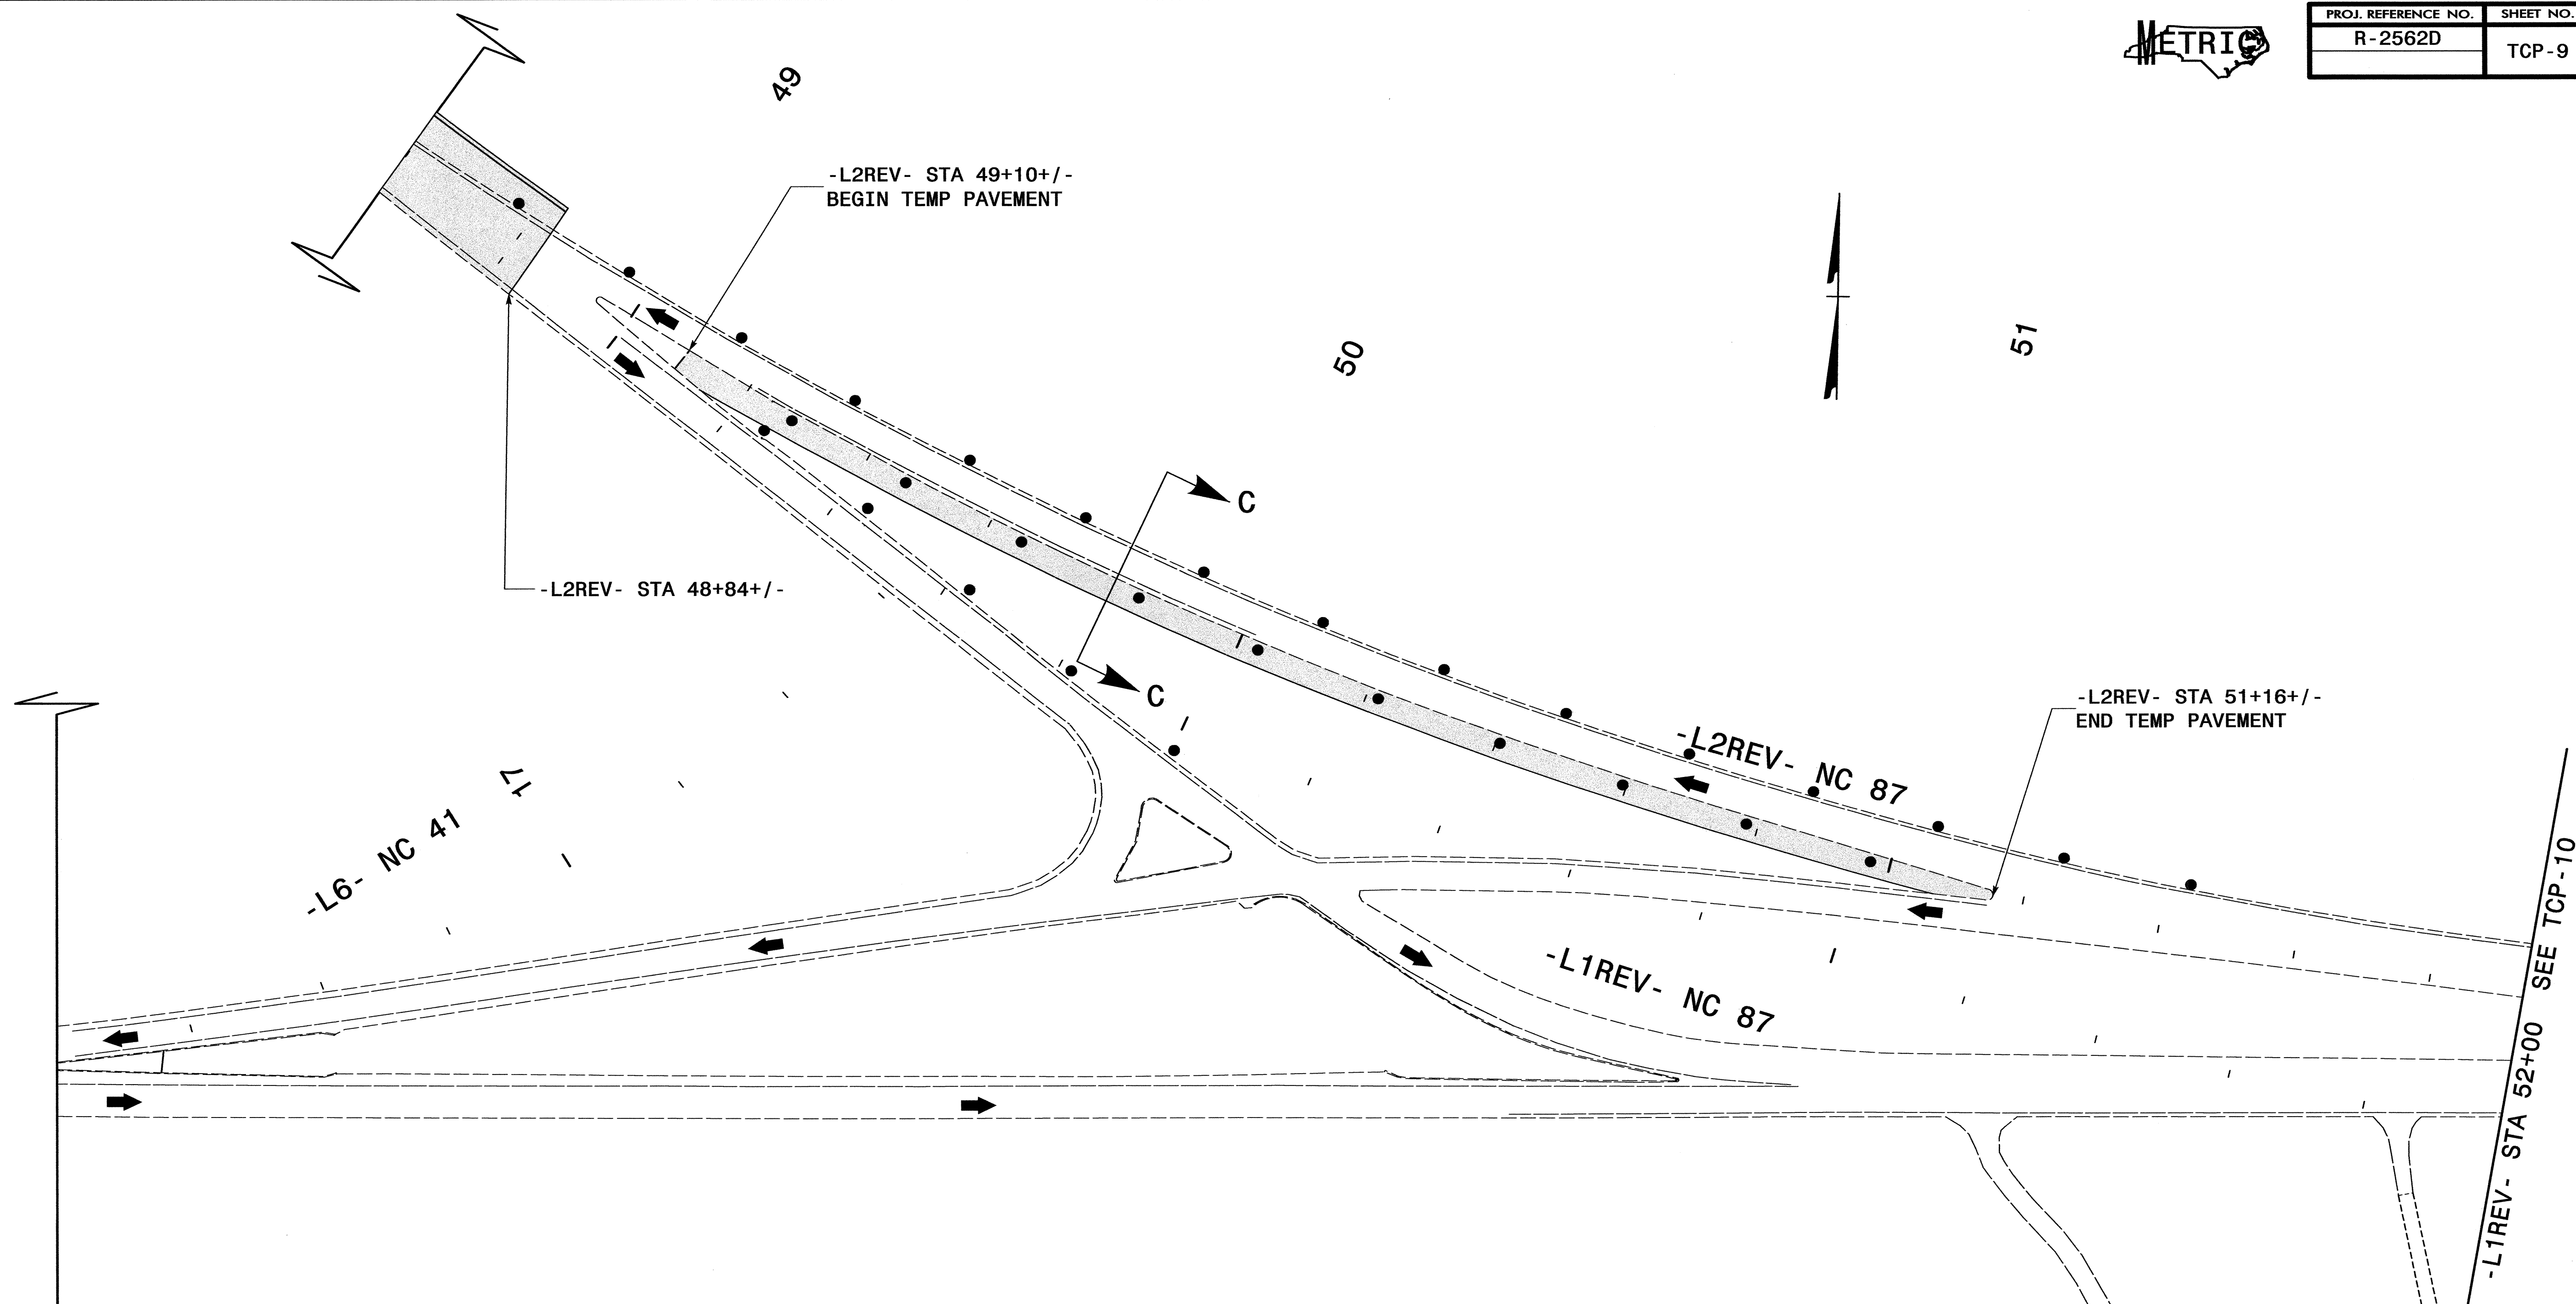 METRIC
PROJ. REFERENCE NO.
SHEET NO.
R-2562D
TCP-9
49
-L2REV- STA 49+10+/-
BEGIN TEMP PAVEMENT
50
51
C
-L2REV- STA 48+84+/-
C
-L2REV- STA 51+16+/-
END TEMP PAVEMENT
-L2REV- NC 87
17
-L6- NC 41
-L1REV- NC 87
-L1REV- STA 52+00 SEE TCP-10